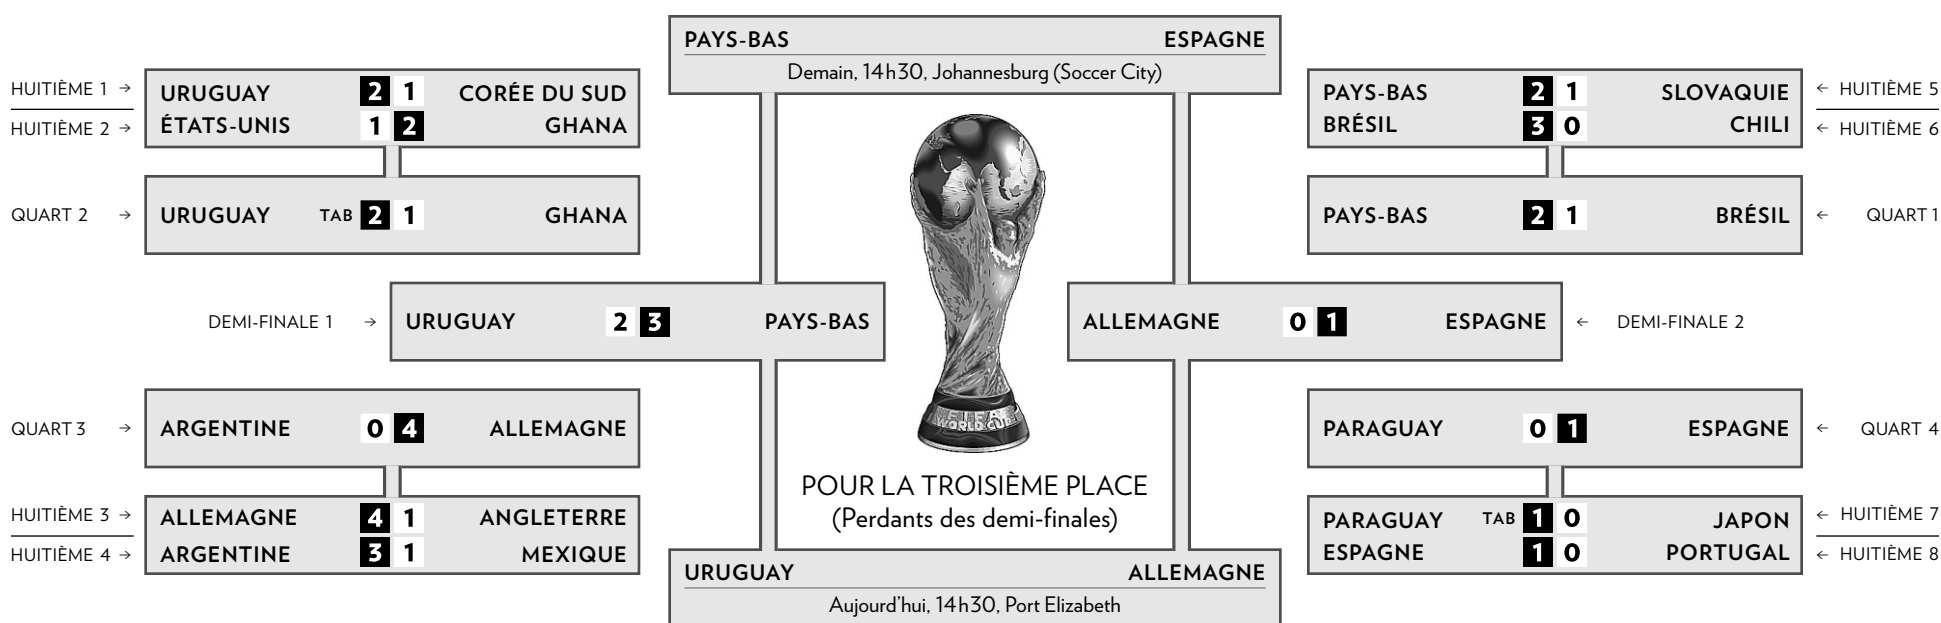 PAYS-BAS ESPAGNE
Demain, 14h30, Johannesburg (Soccer City)
HUITIÈME 1 → URUGUAY 2 1 CORÉE DU SUD
HUITIÈME 2 → ÉTATS-UNIS 1 2 GHANA
PAYS-BAS 2 1 SLOVAQUIE ← HUITIÈME 5
BRÉSIL 3 0 CHILI ← HUITIÈME 6
QUART 2 → URUGUAY TAB 2 1 GHANA
PAYS-BAS 2 1 BRÉSIL ← QUART 1
DEMI-FINALE 1 → URUGUAY 2 3 PAYS-BAS
ALLEMAGNE 0 1 ESPAGNE ← DEMI-FINALE 2
QUART 3 → ARGENTINE 0 4 ALLEMAGNE
WORLD CUP
PARAGUAY 0 1 ESPAGNE ← QUART 4
POUR LA TROISIÈME PLACE
(Perdants des demi-finales)
HUITIÈME 3 → ALLEMAGNE 4 1 ANGLETERRE
HUITIÈME 4 → ARGENTINE 3 1 MEXIQUE
PARAGUAY TAB 1 0 JAPON ← HUITIÈME 7
ESPAGNE 1 0 PORTUGAL ← HUITIÈME 8
URUGUAY ALLEMAGNE
Aujourd'hui, 14h30, Port Elizabeth